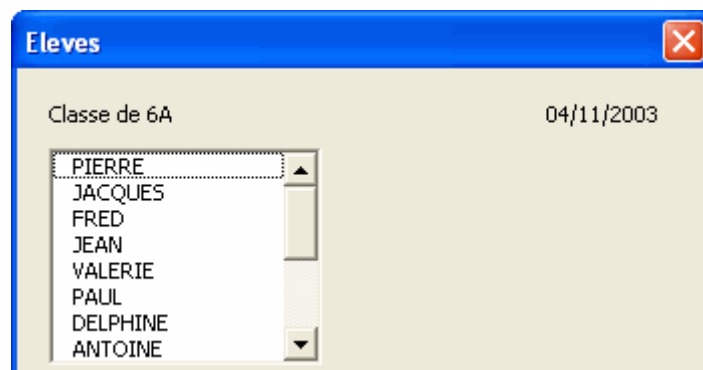 Eleves
Classe de 6A 04/11/2003
PIERRE
JACQUES
FRED
JEAN
VALERIE
PAUL
DELPHINE
ANTOINE